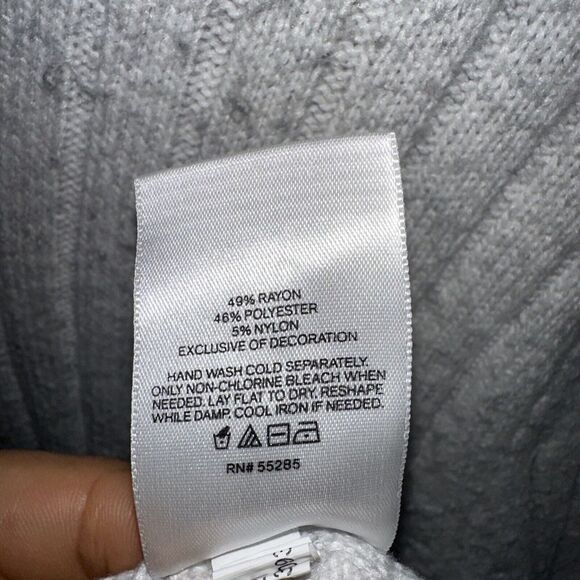 49% RAYON
46% POLYESTER
5% NYLON
EXCLUSIVE OF DECORATION
HAND WASH COLD SEPARATELY.
ONLY NON-CHLORINE BLEACH WHEN
NEEDED. LAY FLAT TO DRY, RESHAPE
WHILE DAMP. COOL IRON IF NEEDED.
RN# 55285